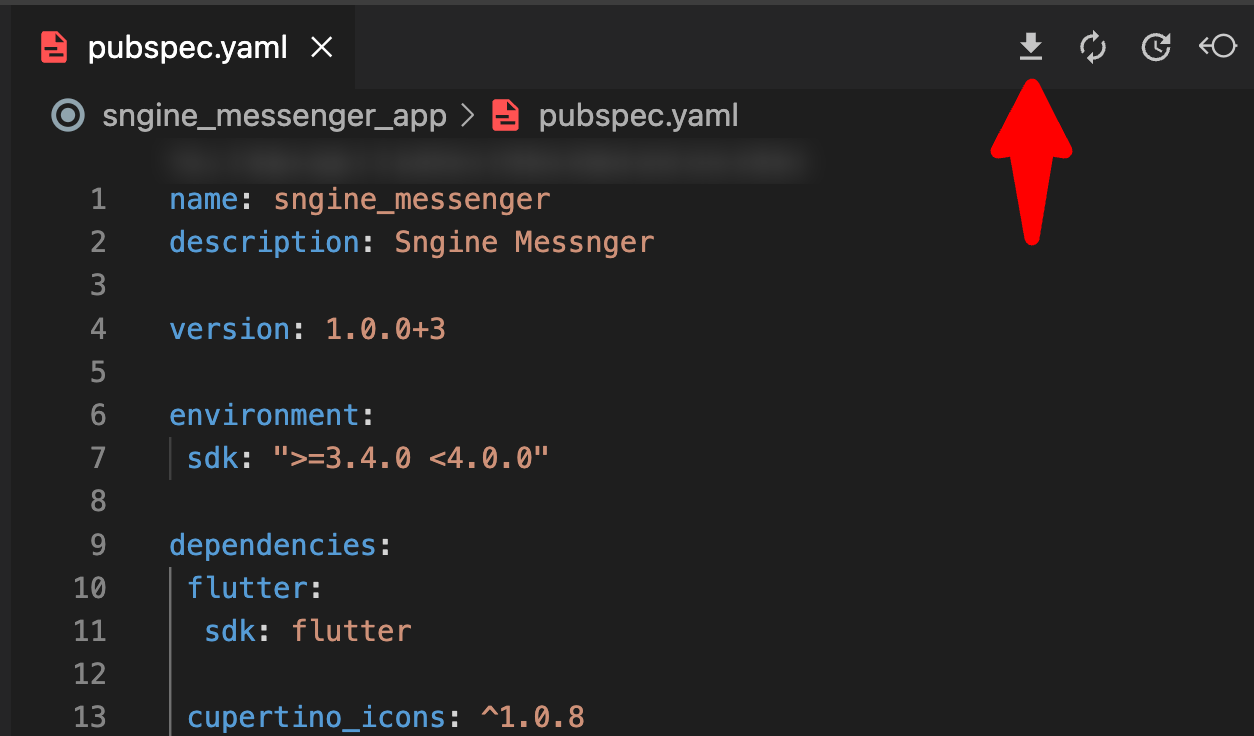 pubspec.yaml
sngine_messenger_app > pubspec.yaml
1 name: sngine_messenger
2 description: Sngine Messnger
3
4 version: 1.0.0+3
5
6 environment:
7 sdk: ">=3.4.0 <4.0.0"
8
9 dependencies:
10 flutter:
11 sdk: flutter
12
13 cupertino_icons: ^1.0.8